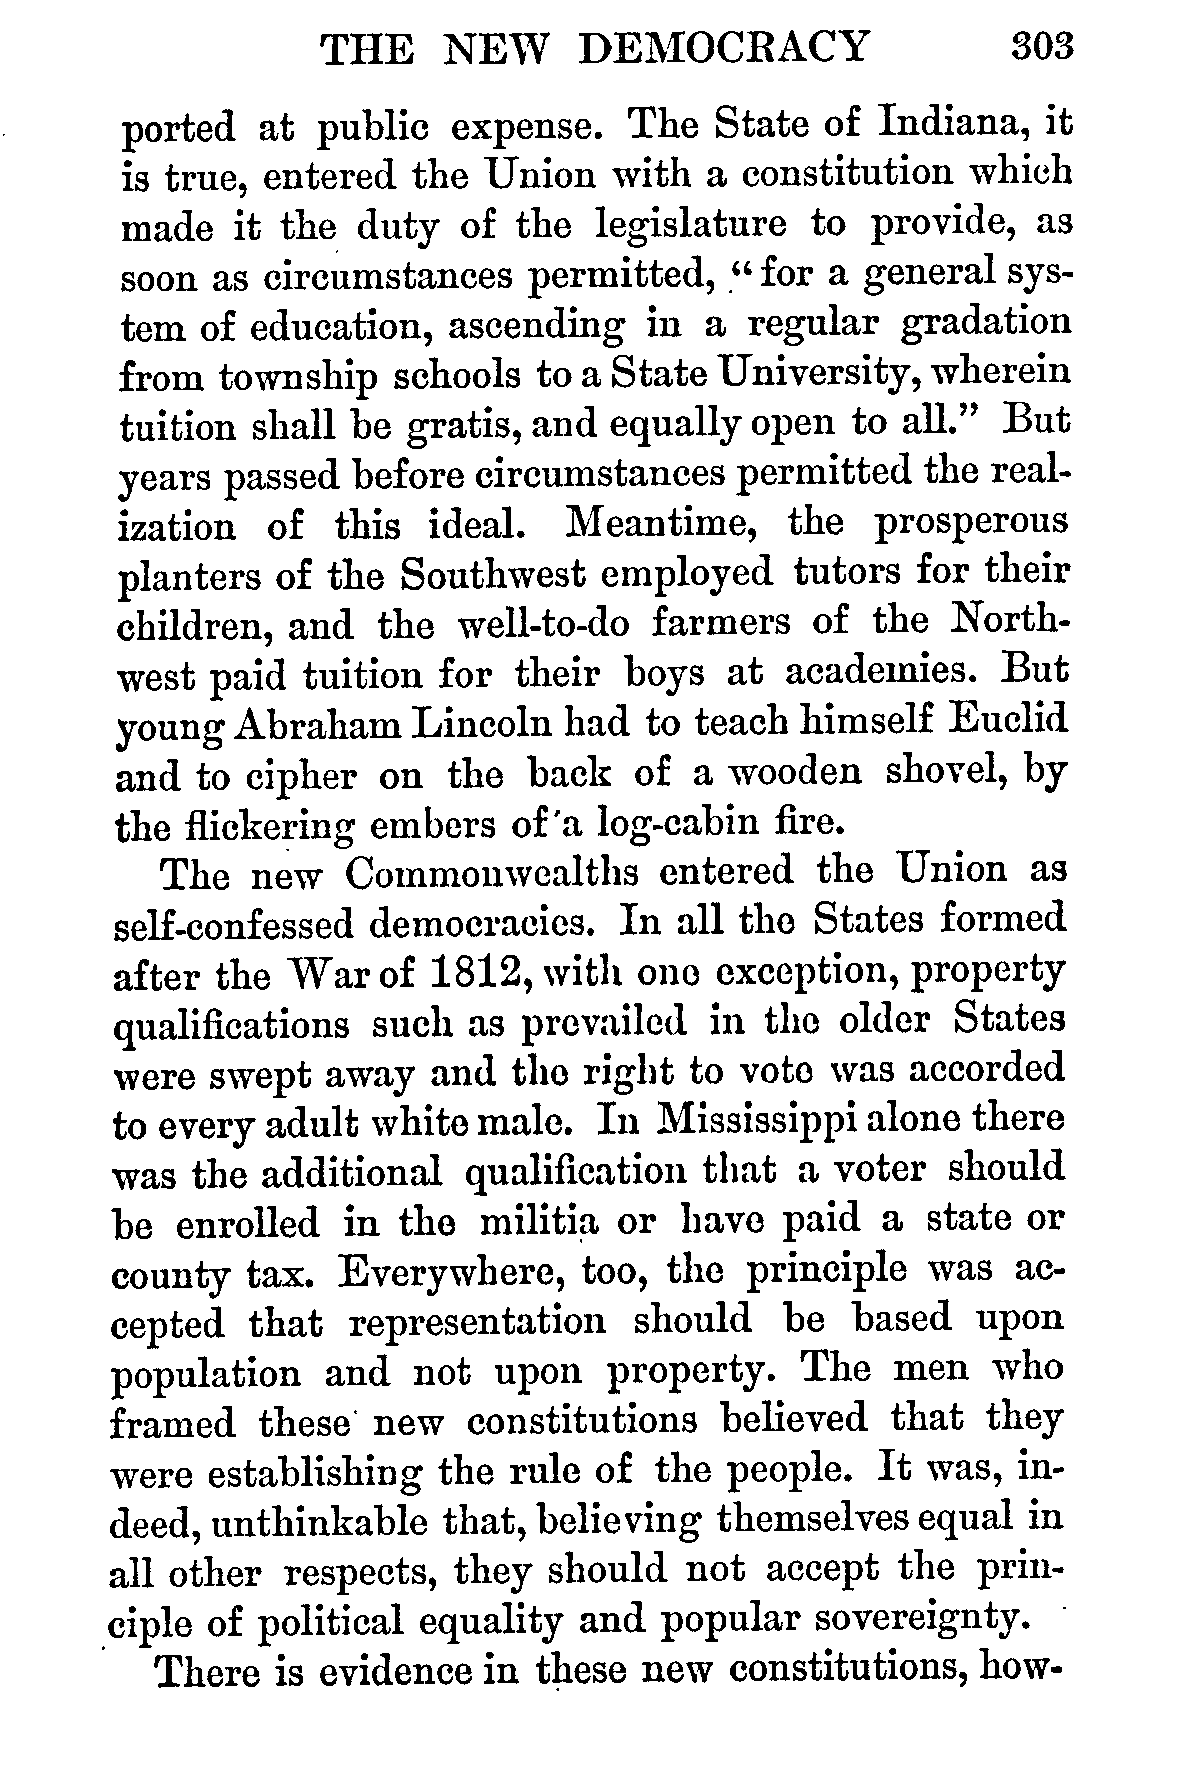 THE NEW DEMOCRACY 303
ported at public expense. The State of Indiana, it
is true, entered the Union with a constitution which
made it the duty of the legislature to provide, as
soon as circumstances permitted, “for a general sys-
tem of education, ascending in a regular gradation
from township schools to a State University, wherein
tuition shall be gratis, and equally open to all.” But
years passed before circumstances permitted the real-
ization of this ideal. Meantime, the prosperous
planters of the Southwest employed tutors for their
children, and the well-to-do farmers of the North-
west paid tuition for their boys at academies. But
young Abraham Lincoln had to teach himself Euclid
and to cipher on the back of a wooden shovel, by
the flickering embers of a log-cabin fire.
The new Commonwealths entered the Union as
self-confessed democracies. In all the States formed
after the War of 1812, with one exception, property
qualifications such as prevailed in the older States
were swept away and the right to vote was accorded
to every adult white male. In Mississippi alone there
was the additional qualification that a voter should
be enrolled in the militia or have paid a state or
county tax. Everywhere, too, the principle was ac-
cepted that representation should be based upon
population and not upon property. The men who
framed these new constitutions believed that they
were establishing the rule of the people. It was, in-
deed, unthinkable that, believing themselves equal in
all other respects, they should not accept the prin-
ciple of political equality and popular sovereignty.
There is evidence in these new constitutions, how-